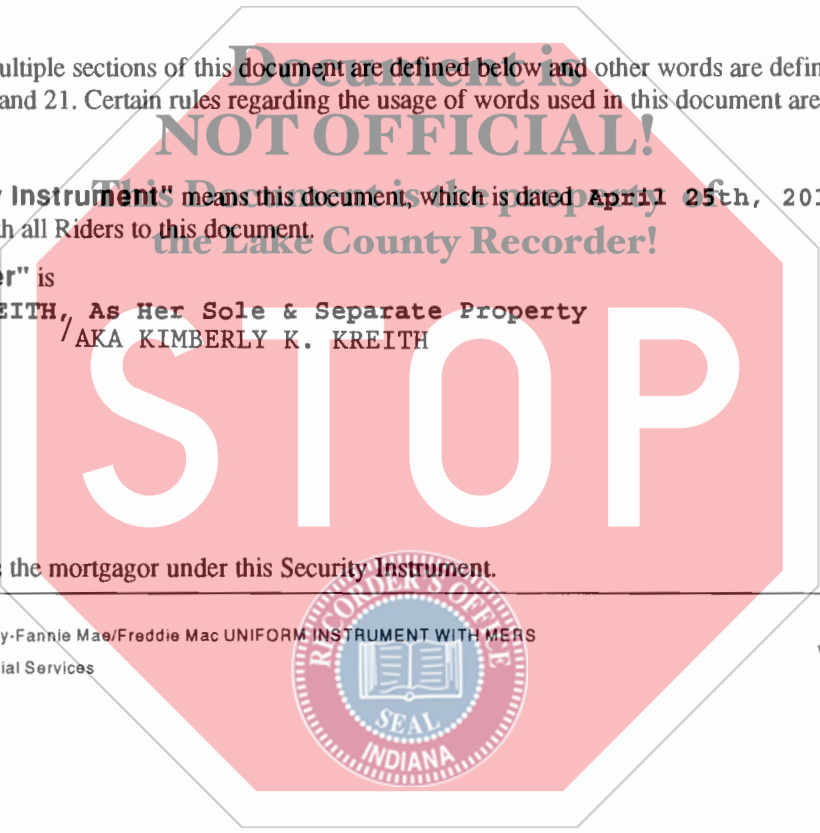 Document is
ultiple sections of this document are defined below and other words are defin
and 21. Certain rules regarding the usage of words used in this document are
NOT OFFICIAL!
Instrument" means this document, which is dated April 25th, 201
This Document is the property of
h all Riders to this document.
the Lake County Recorder!
er" is
EITH, As Her Sole & Separate Property
/AKA KIMBERLY K. KREITH
STOP
the mortgagor under this Security Instrument.
y-Fannie Mae/Freddie Mac UNIFORM INSTRUMENT WITH MERS
ial Services
RECORDER'S OFFICE
SEAL
INDIANA